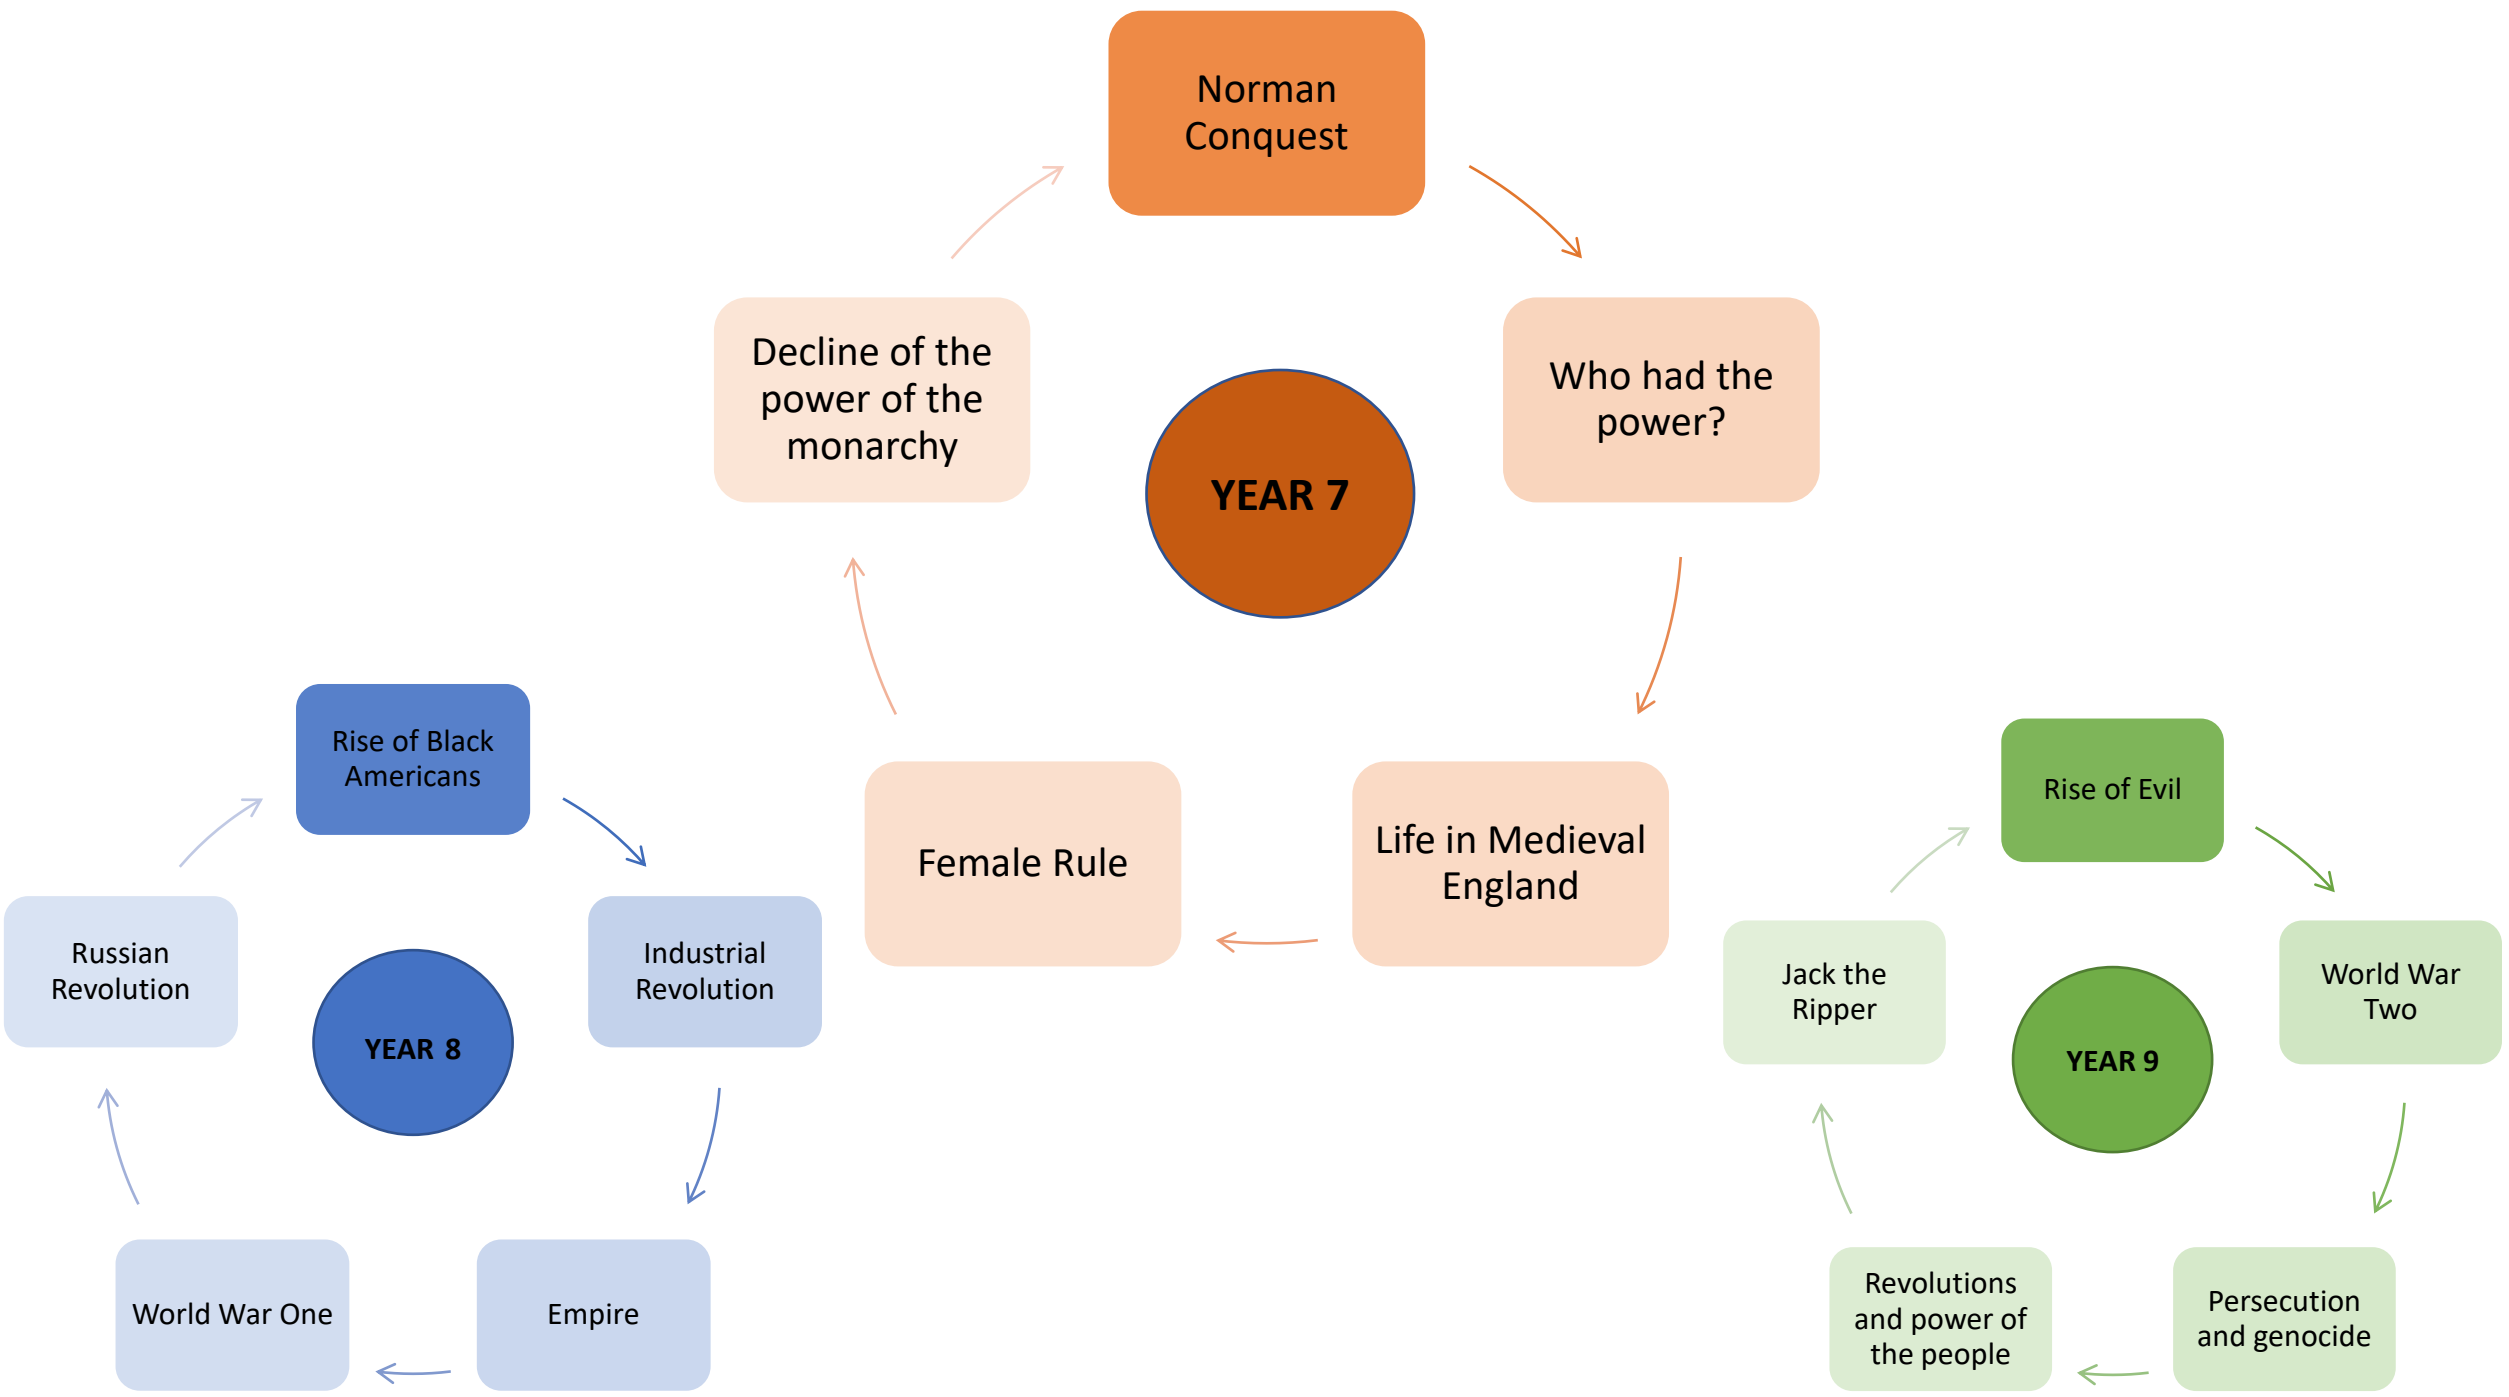 Norman
Conquest
Who had the
power?
Life in Medieval
England
Female Rule
Decline of the
power of the
monarchy
YEAR 7
Rise of Black
Americans
Industrial
Revolution
Empire
World War One
Russian
Revolution
YEAR 8
Rise of Evil
World War
Two
Persecution
and genocide
Revolutions
and power of
the people
Jack the
Ripper
YEAR 9